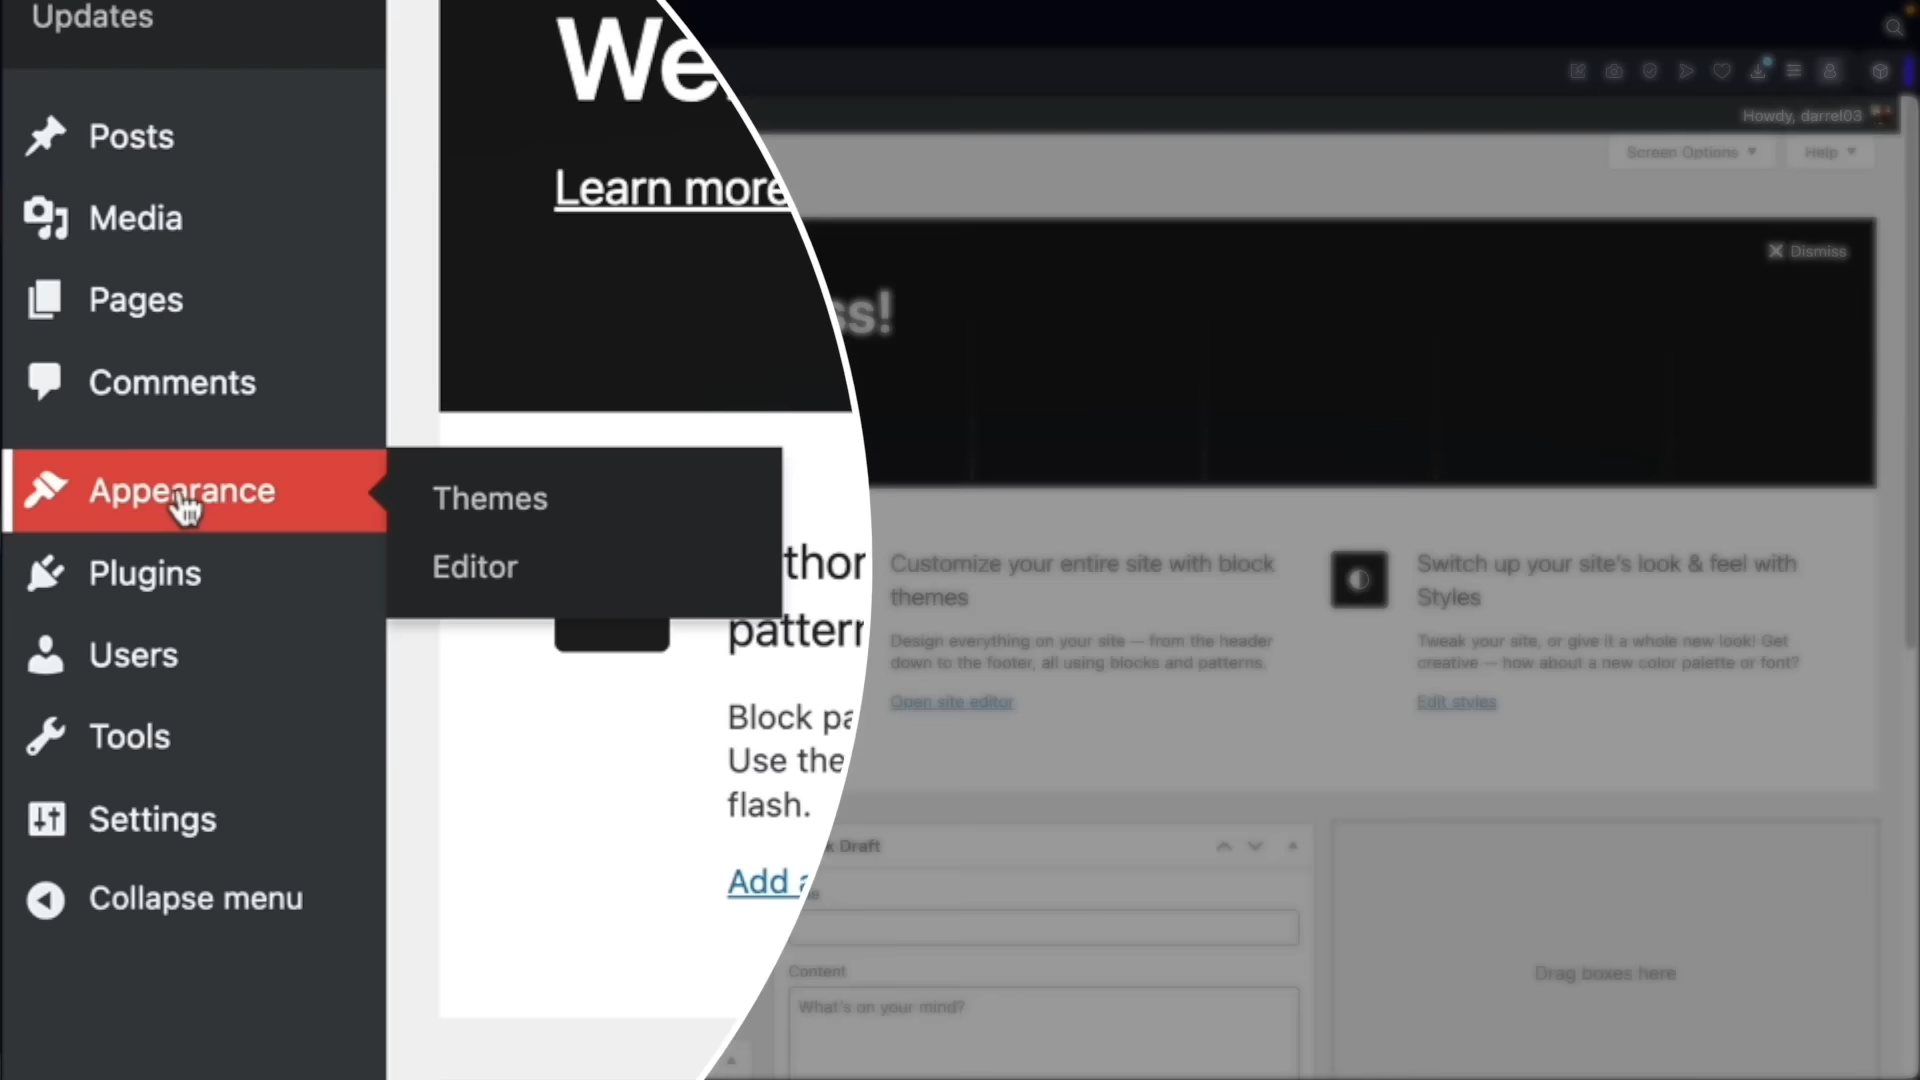 Updates
Posts
Media
Pages
Comments
Appearance
Plugins
Users
Tools
Settings
Collapse menu
Themes
Editor
We
Learn more
patter
Block
Use the
flash.
Add
Howdy, darrel03
Screen Options
Help
Dismiss
ss!
Customize your entire site with block
themes
Design everything on your site — from the header
down to the footer, all using blocks and patterns.
Open site editor
Switch up your site's look & feel with
Styles
Tweak your site, or give it a whole new look! Get
creative — how about a new color palette or font?
Edit styles
Draft
Content
What's on your mind?
Drag boxes here